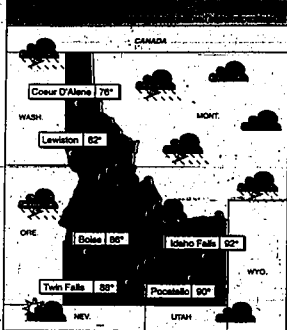 CANADA
Coeur D'Alene 76°
WASH.
MONT.
Lewiston 82°
ORE.
Boise 86°
Idaho Falls 92°
WYO.
Twin Falls 88°
Pocatello 90°
NEV.
UTAH